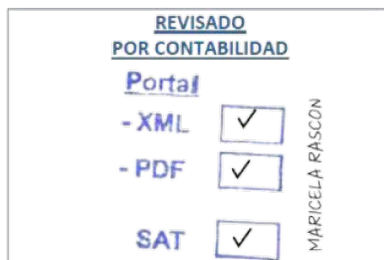 REVISADO
POR CONTABILIDAD
Portal
- XML ✓
- PDF ✓
SAT ✓
MARICELA RASCON